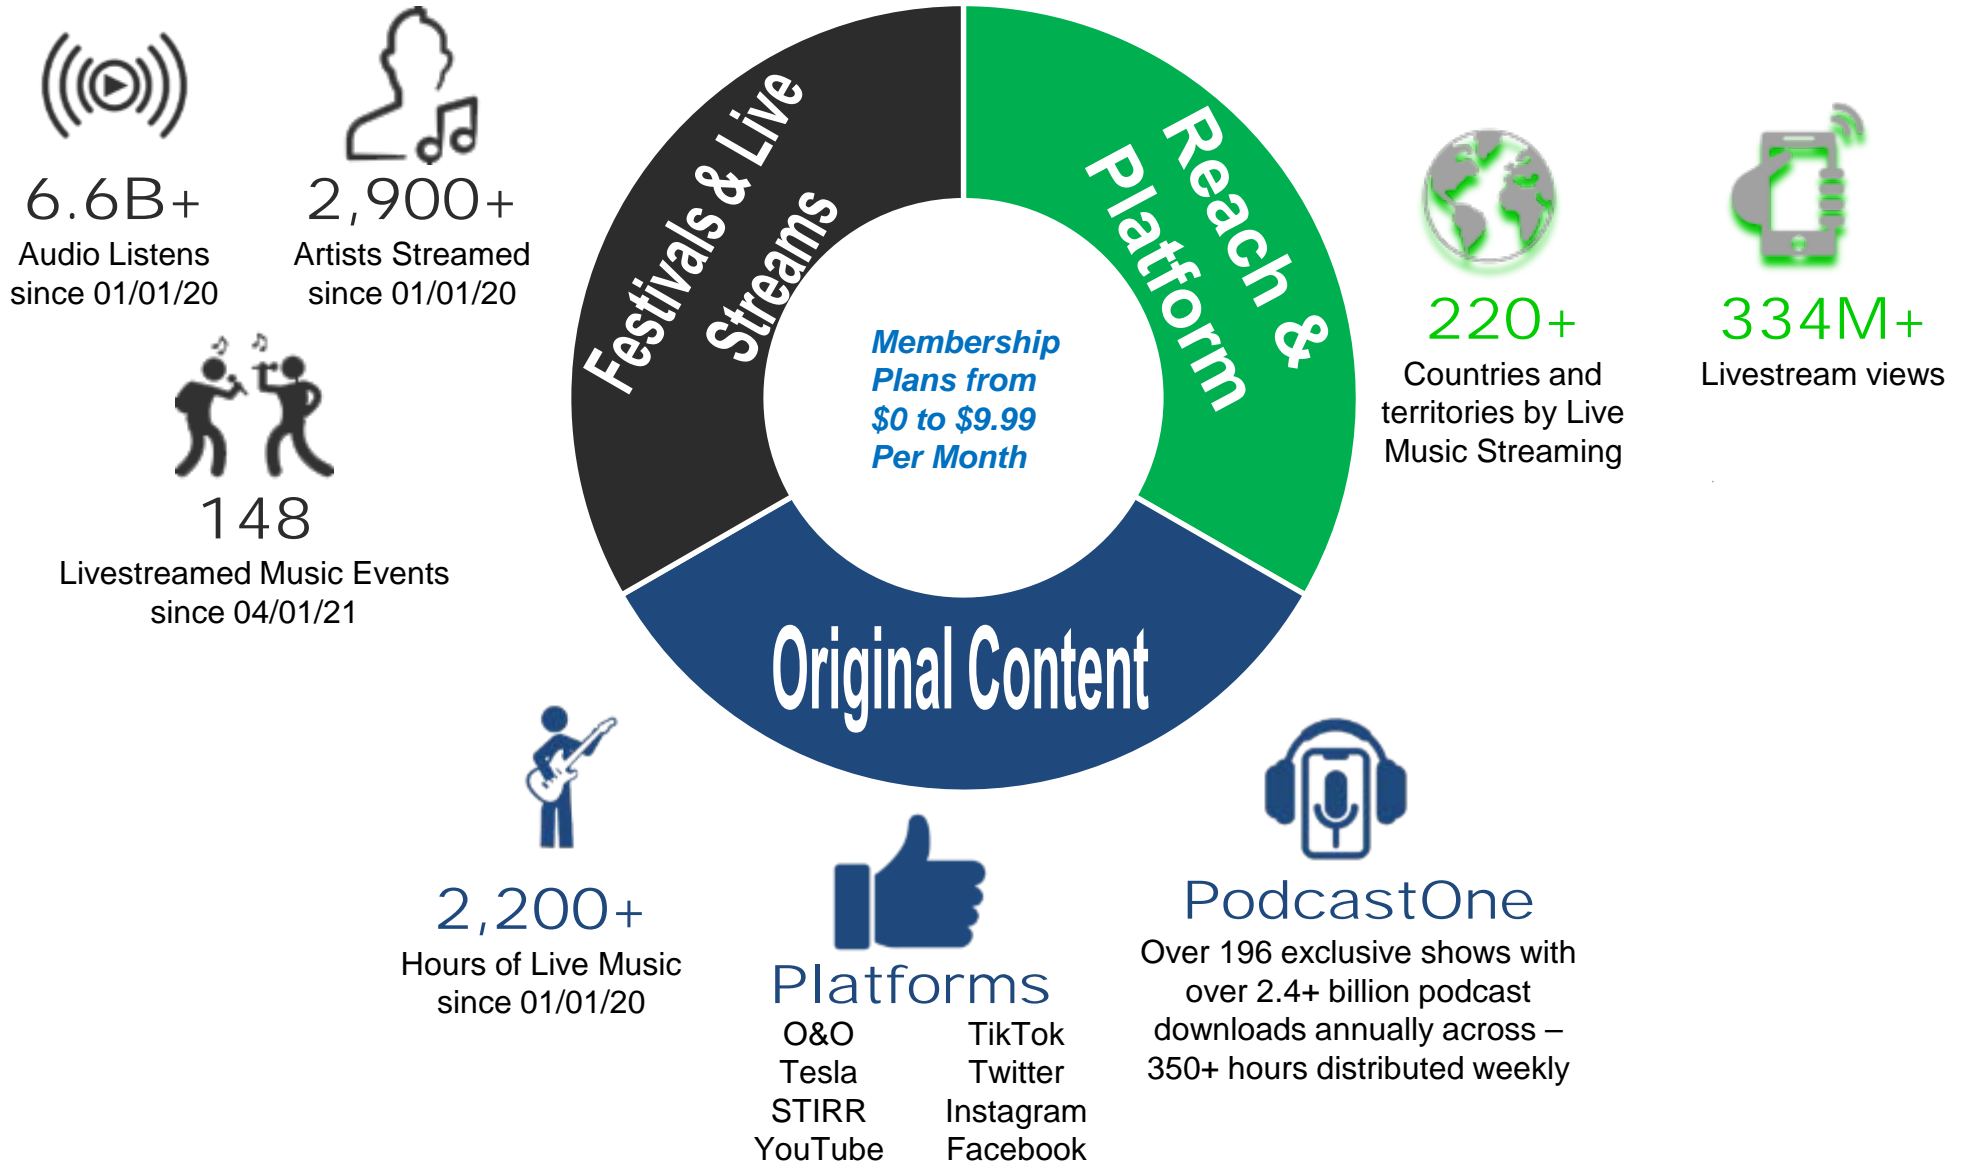 6.6B+
Audio Listens
since 01/01/20
2,900+
Artists Streamed
since 01/01/20
148
Livestreamed Music Events
since 04/01/21
Festivals & Live
Streams
Reach &
Platform
Membership
Plans from
$0 to $9.99
Per Month
Original Content
220+
Countries and
territories by Live
Music Streaming
334M+
Livestream views
2,200+
Hours of Live Music
since 01/01/20
Platforms
O&O
Tesla
STIRR
YouTube
TikTok
Twitter
Instagram
Facebook
PodcastOne
Over 196 exclusive shows with
over 2.4+ billion podcast
downloads annually across –
350+ hours distributed weekly